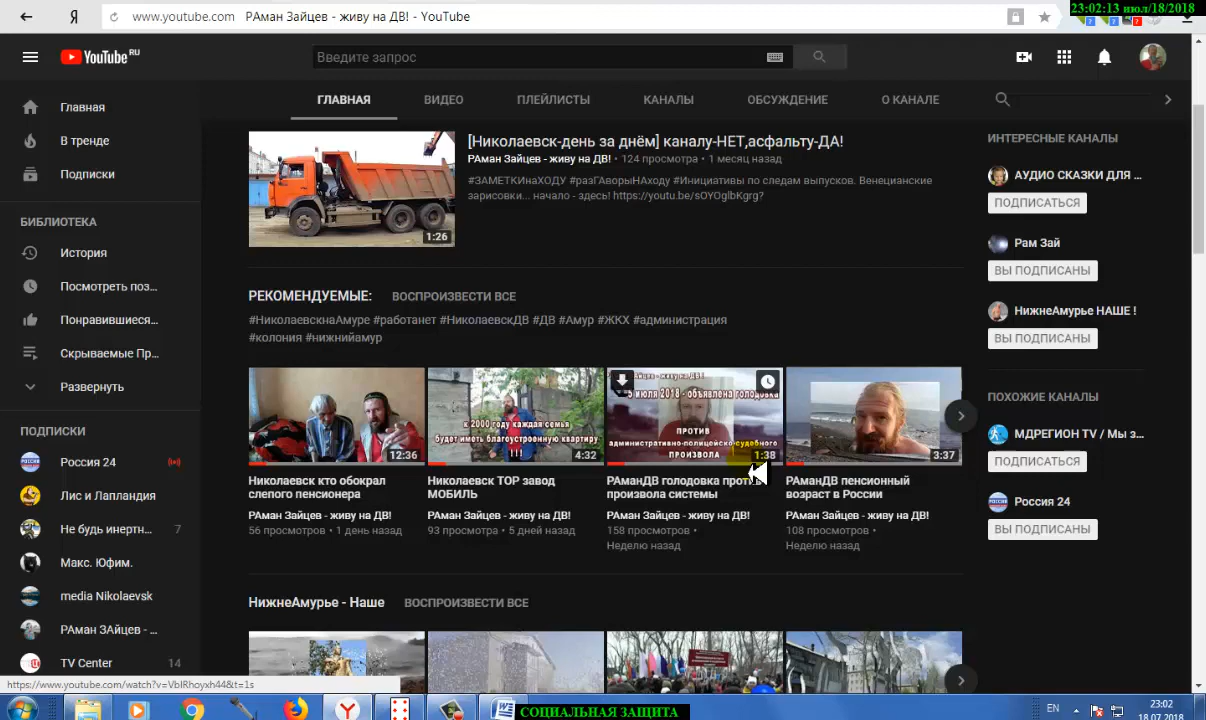 23:02:13 июл/18/2018
www.youtube.com РАман Зайцев - живу на ДВ! - YouTube
YouTube RU
Введите запрос
Главная
В тренде
Подписки
БИБЛИОТЕКА
История
Посмотреть поз...
Понравившиеся...
Скрываемые Пр...
Развернуть
ПОДПИСКИ
Россия 24
Лис и Лапландия
Не будь инертн... 7
Макс. Юфим.
media Nikolaevsk
РАман ЗАйцев - ...
TV Center 14
ГЛАВНАЯ ВИДЕО ПЛЕЙЛИСТЫ КАНАЛЫ ОБСУЖДЕНИЕ О КАНАЛЕ
[Николаевск-день за днём] каналу-НЕТ,асфальту-ДА!
РАман Зайцев - живу на ДВ! • 124 просмотра • 1 месяц назад
#ЗАМЕТКИнаХОДУ #разГАворыНАходу #Инициативы по следам выпусков. Венецианские
зарисовки... начало - здесь! https://youtu.be/sOYOglbKgrg?
1:26
РЕКОМЕНДУЕМЫЕ: ВОСПРОИЗВЕСТИ ВСЕ
#НиколаевскнаАмуре #работанет #НиколаевскДВ #ДВ #Амур #ЖКХ #администрация
#колония #нижнийамур
12:36
к 2000 году каждая семья
будет иметь благоустроенную квартиру
!!!
4:32
Зайцев - живу на ДВ!
5 июля 2018 - объявлена голодовка
ПРОТИВ
административно-полицейско-судебного
ПРОИЗВОЛА
1:38
3:37
Николаевск кто обокрал
слепого пенсионера
РАман Зайцев - живу на ДВ!
56 просмотров • 1 день назад
Николаевск ТОР завод
МОБИЛЬ
РАман Зайцев - живу на ДВ!
93 просмотра • 5 дней назад
РАманДВ голодовка против
произвола системы
РАман Зайцев - живу на ДВ!
158 просмотров •
Неделю назад
РАманДВ пенсионный
возраст в России
РАман Зайцев - живу на ДВ!
108 просмотров •
Неделю назад
НижнеАмурье - Наше ВОСПРОИЗВЕСТИ ВСЕ
ИНТЕРЕСНЫЕ КАНАЛЫ
АУДИО СКАЗКИ ДЛЯ ...
ПОДПИСАТЬСЯ
Рам Зай
ВЫ ПОДПИСАНЫ
НижнеАмурье НАШЕ !
ВЫ ПОДПИСАНЫ
ПОХОЖИЕ КАНАЛЫ
МДРЕГИОН TV / Мы з...
ПОДПИСАТЬСЯ
Россия 24
ВЫ ПОДПИСАНЫ
https://www.youtube.com/watch?v=VbIRhoyxh44&t=1s
СОЦИАЛЬНАЯ ЗАЩИТА
EN
23:02
18.07.2018